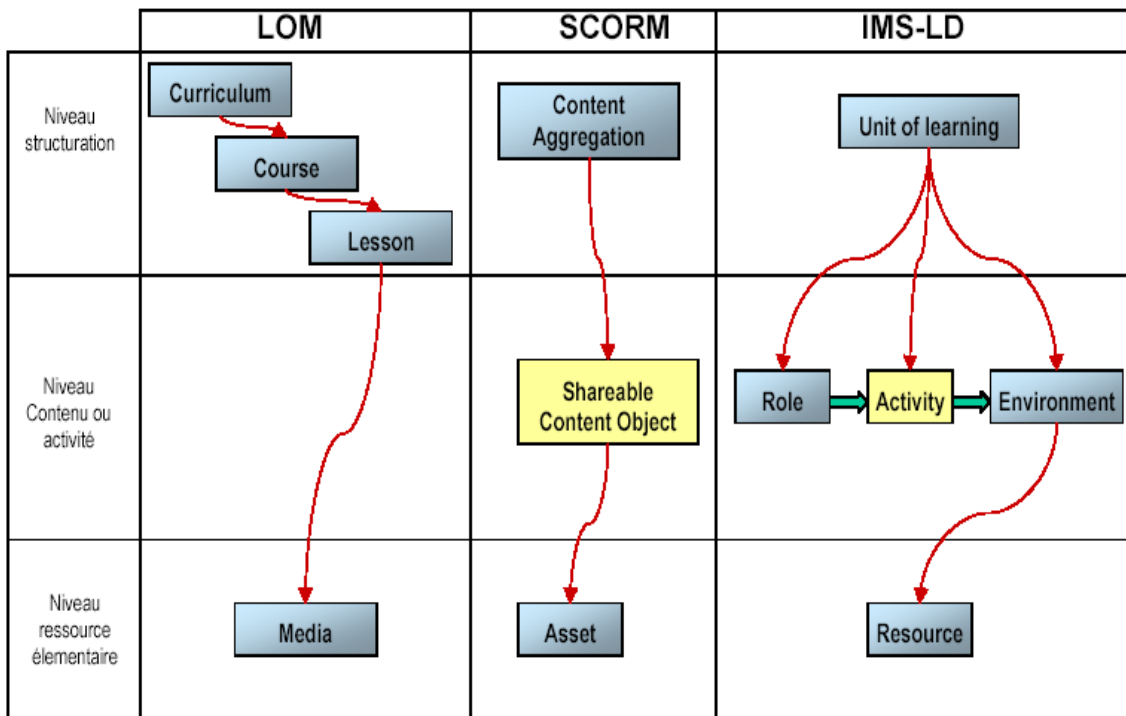 LOM
SCORM
IMS-LD
Niveau
structuration
Curriculum
Course
Lesson
Content
Aggregation
Unit of learning
Niveau
Contenu ou
activité
Shareable
Content Object
Role
Activity
Environment
Niveau
ressource
élementaire
Media
Asset
Resource